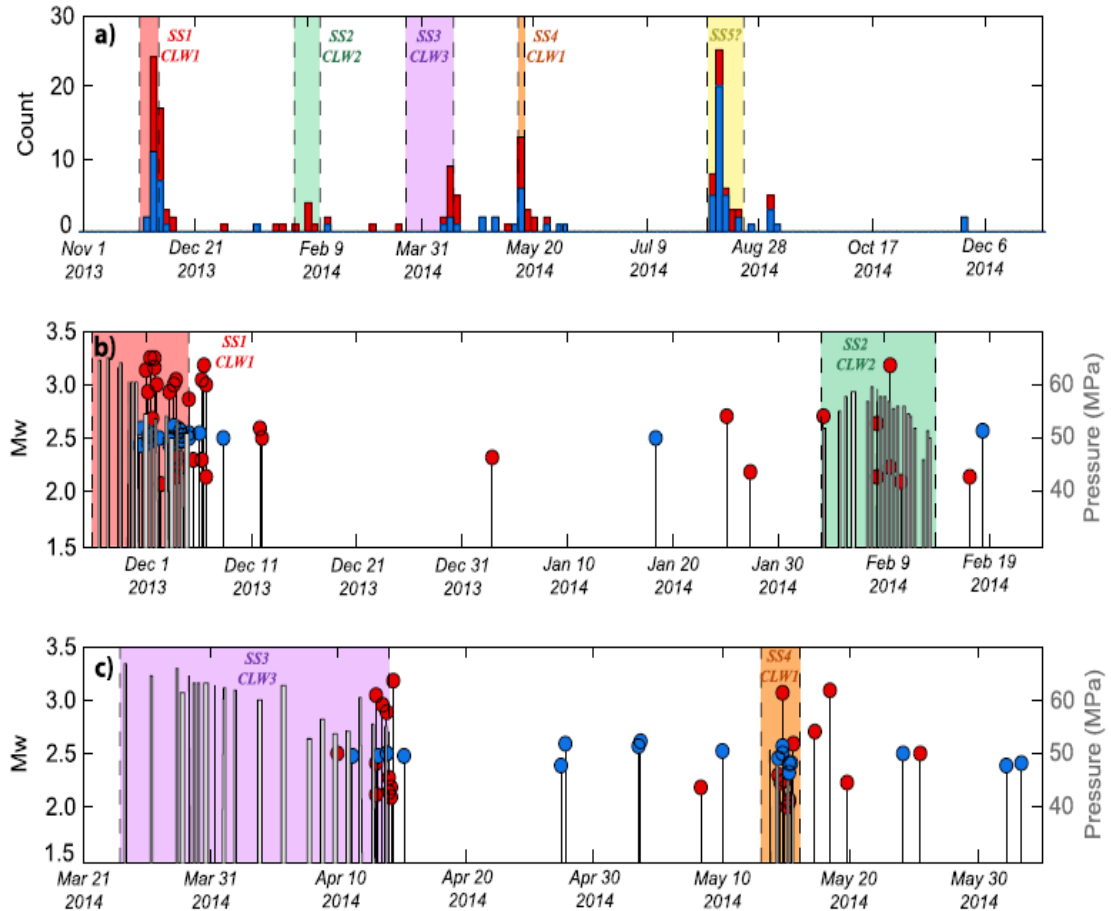 a)
SS1
CLW1
SS2
CLW2
SS3
CLW3
SS4
CLW1
SS5?
30
20
10
0
Count
Nov 1
2013
Dec 21
2013
Feb 9
2014
Mar 31
2014
May 20
2014
Jul 9
2014
Aug 28
2014
Oct 17
2014
Dec 6
2014
b)
SS1
CLW1
SS2
CLW2
3.5
3.0
2.5
2.0
1.5
Mw
60
50
40
Pressure (MPa)
Dec 1
2013
Dec 11
2013
Dec 21
2013
Dec 31
2013
Jan 10
2014
Jan 20
2014
Jan 30
2014
Feb 9
2014
Feb 19
2014
c)
SS3
CLW3
SS4
CLW1
3.5
3.0
2.5
2.0
1.5
Mw
60
50
40
Pressure (MPa)
Mar 21
2014
Mar 31
2014
Apr 10
2014
Apr 20
2014
Apr 30
2014
May 10
2014
May 20
2014
May 30
2014